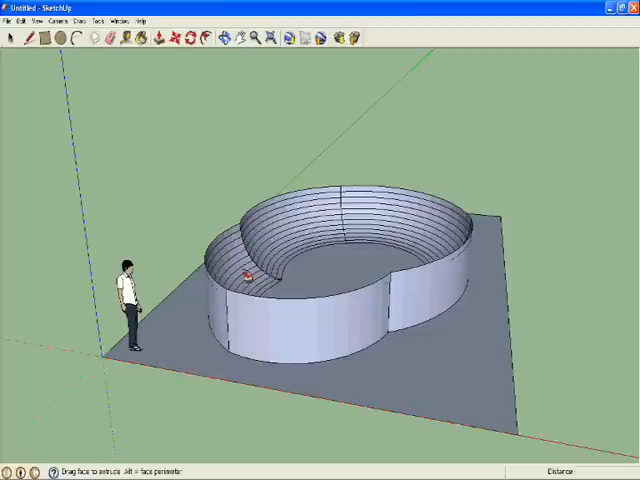 Untitled - SketchUp
File Edit View Camera Draw Tools Window Help
Drag face to extrude Alt = face perimeter
Distance